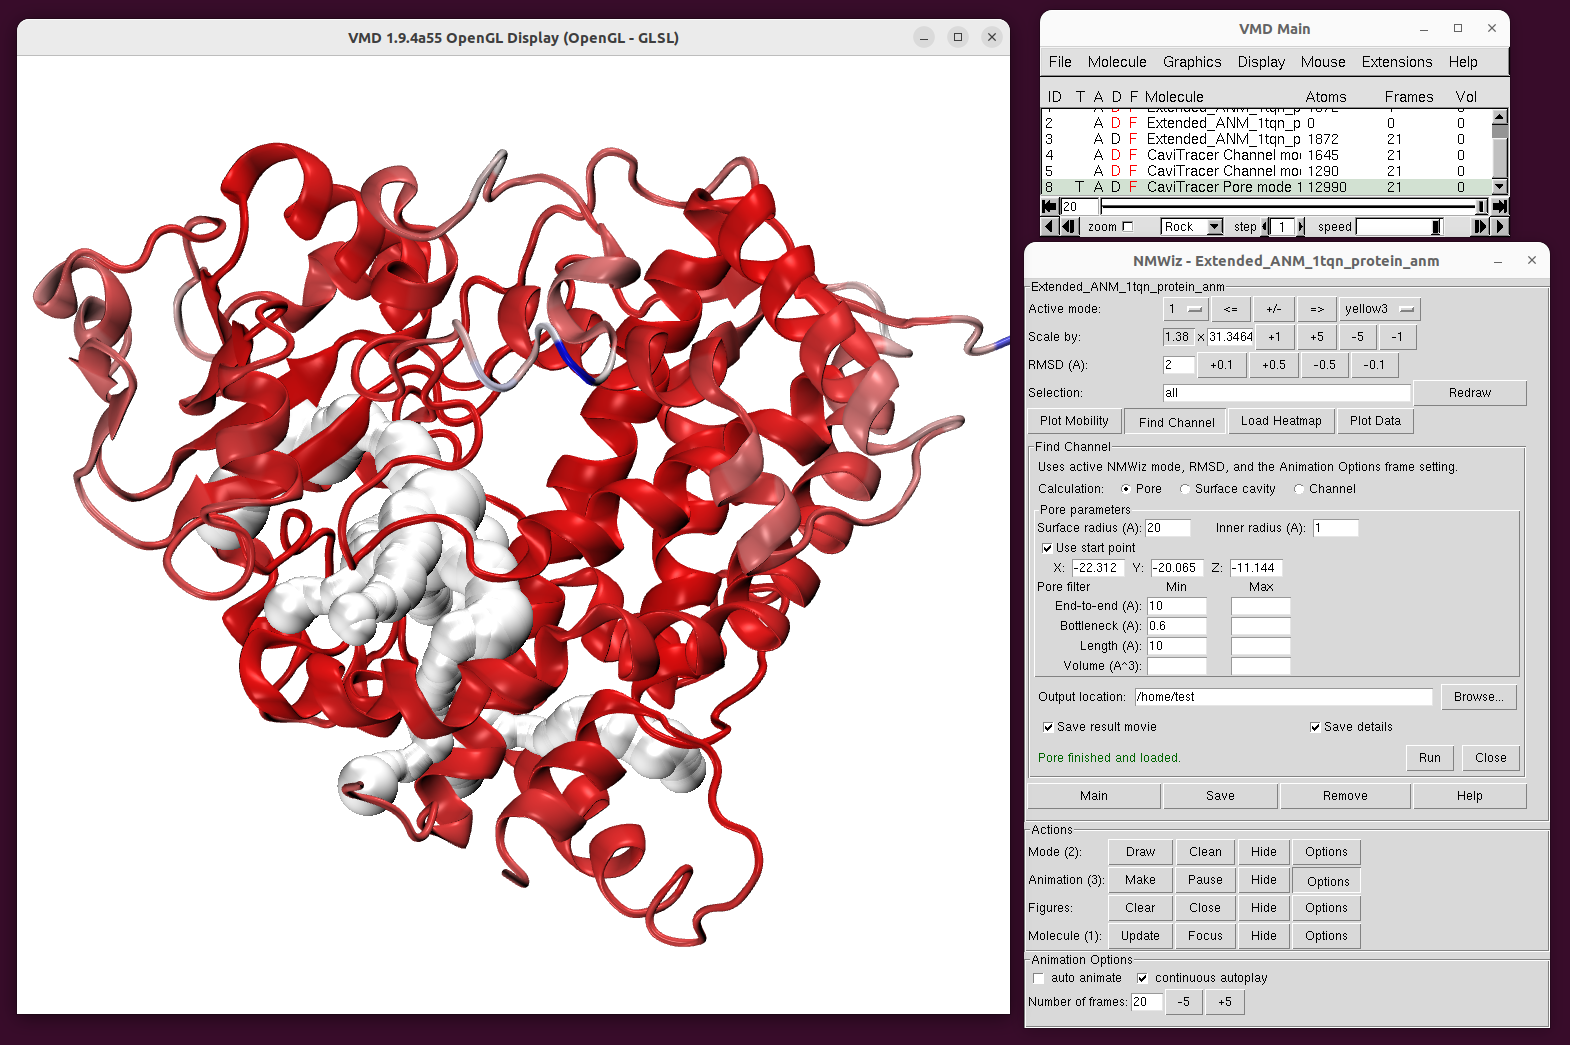 VMD 1.9.4a55 OpenGL Display (OpenGL - GLSL)
VMD Main
File Molecule Graphics Display Mouse Extensions Help
ID T A D F Molecule Atoms Frames Vol
2 A D F Extended_ANM_1tqn_p 0 0 0
3 A D F Extended_ANM_1tqn_p 1872 21 0
4 A D F CaviTracer Channel mo 1645 21 0
5 A D F CaviTracer Channel mo 1290 21 0
8 T A D F CaviTracer Pore mode 1 12990 21 0
20
zoom Rock step 1 speed
NMWiz - Extended_ANM_1tqn_protein_anm
Extended_ANM_1tqn_protein_anm
Active mode: 1 <= +/- => yellow3
Scale by: 1.38 x 31.3464 +1 +5 -5 -1
RMSD (A): 2 +0.1 +0.5 -0.5 -0.1
Selection: all Redraw
Plot Mobility Find Channel Load Heatmap Plot Data
Find Channel
Uses active NMWiz mode, RMSD, and the Animation Options frame setting.
Calculation: Pore Surface cavity Channel
Pore parameters
Surface radius (A): 20 Inner radius (A): 1
Use start point
X: -22.312 Y: -20.065 Z: -11.144
Pore filter Min Max
End-to-end (A): 10
Bottleneck (A): 0.6
Length (A): 10
Volume (A^3):
Output location: /home/test Browse...
Save result movie Save details
Pore finished and loaded. Run Close
Main Save Remove Help
Actions
Mode (2): Draw Clean Hide Options
Animation (3): Make Pause Hide Options
Figures: Clear Close Hide Options
Molecule (1): Update Focus Hide Options
Animation Options
auto animate continuous autoplay
Number of frames: 20 -5 +5